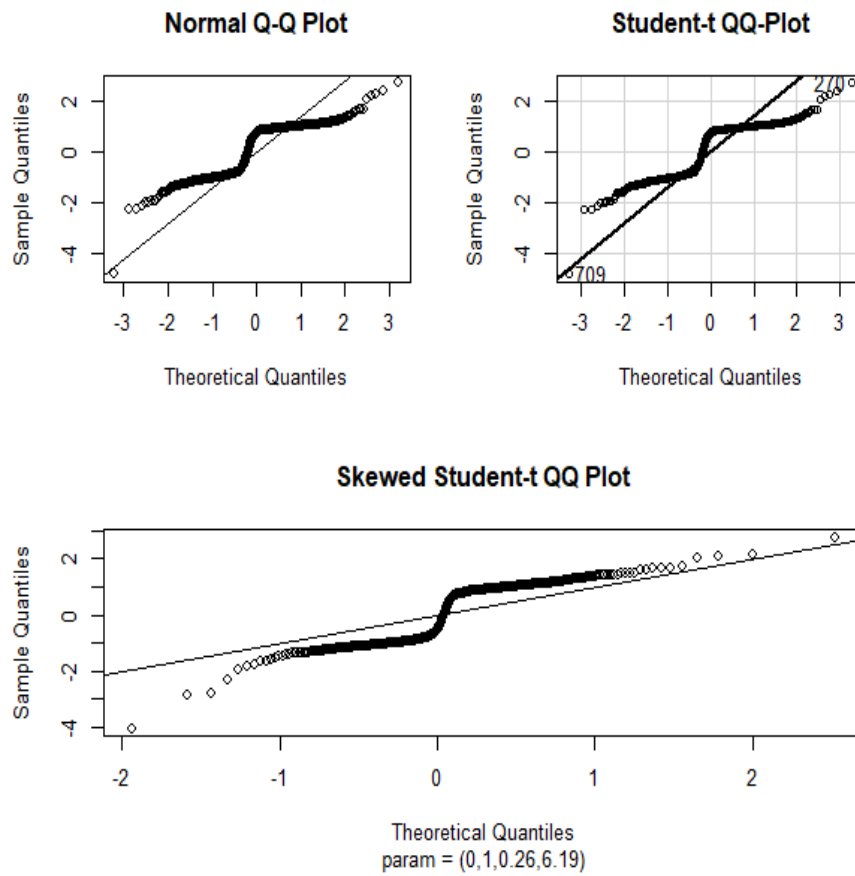 Normal Q-Q Plot
Sample Quantiles
2
0
-2
-4
-3 -2 -1 0 1 2 3
Theoretical Quantiles
Student-t QQ-Plot
Sample Quantiles
2
0
-2
-4
270
709
-3 -2 -1 0 1 2 3
Theoretical Quantiles
Skewed Student-t QQ Plot
Sample Quantiles
2
0
-2
-4
-2 -1 0 1 2
Theoretical Quantiles
param = (0,1,0.26,6.19)